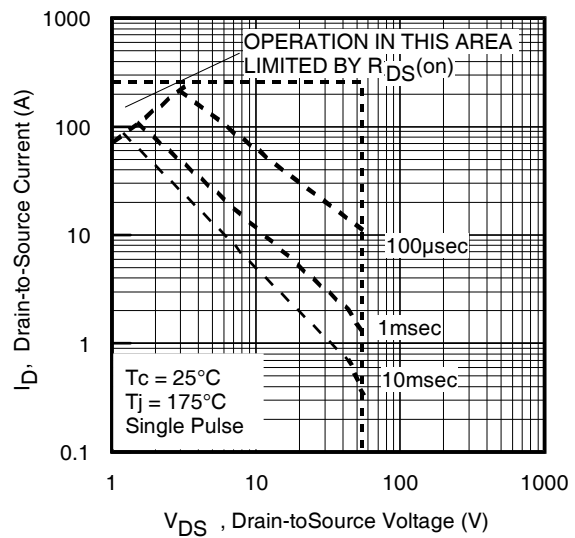 1000
OPERATION IN THIS AREA
LIMITED BY RDS(on)
100
10
1
0.1
100µsec
1msec
10msec
Tc = 25°C
Tj = 175°C
Single Pulse
1 10 100 1000
VDS , Drain-toSource Voltage (V)
ID, Drain-to-Source Current (A)